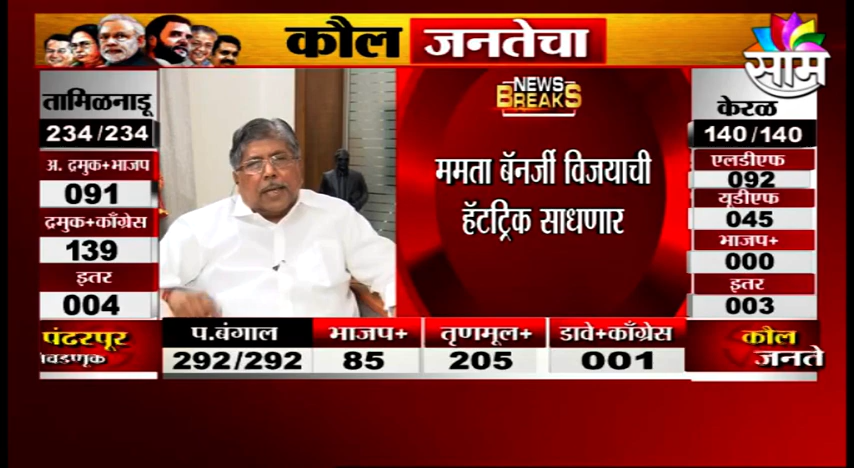 कौल जनतेचा
साम
तामिळनाडू
234/234
अ. द्रमुक+भाजप
091
द्रमुक+काँग्रेस
139
इतर
004
NEWS
BREAKS
ममता बॅनर्जी विजयाची
हॅटट्रिक साधणार
केरळ
140/140
एलडीएफ
092
यूडीएफ
045
भाजप+
000
इतर
003
पंढरपूर
प.बंगाल
292/292
भाजप+
85
तृणमूल+
205
डावे+काँग्रेस
001
कौल
जनते